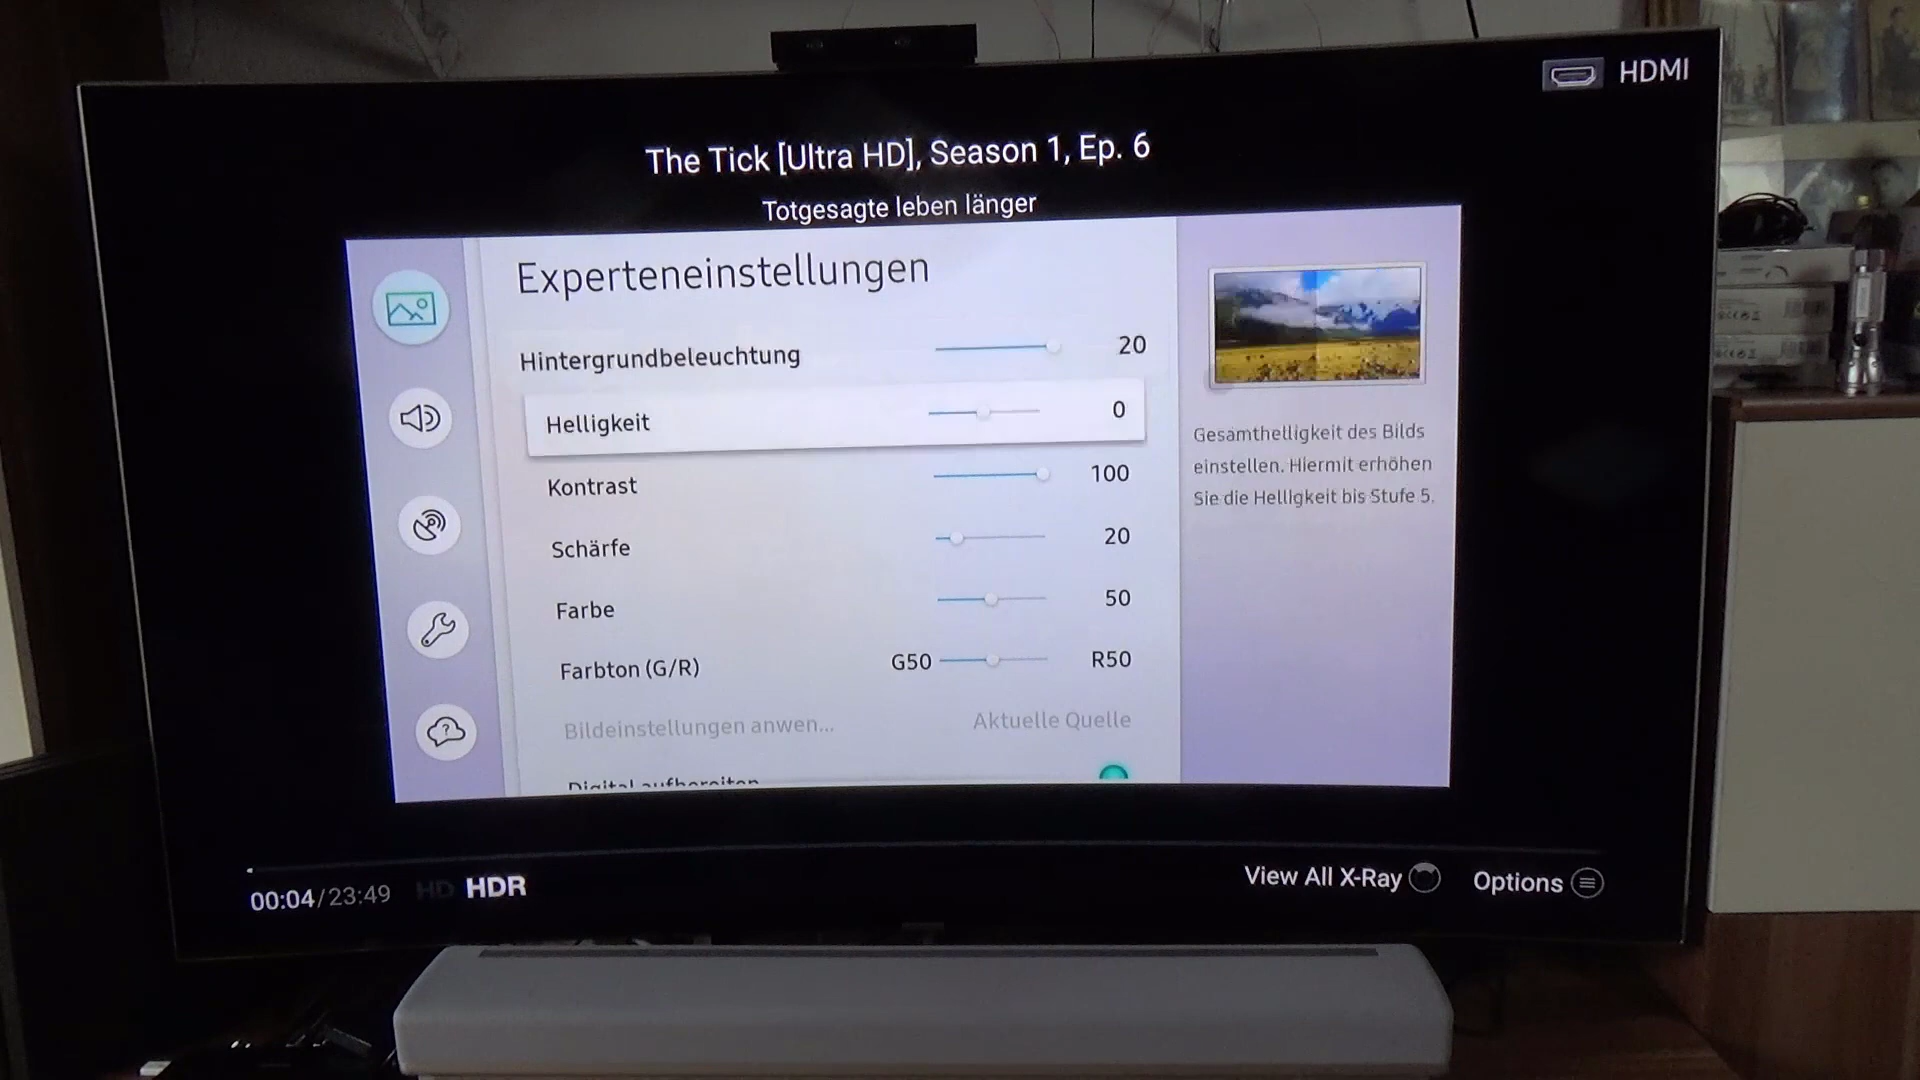 HDMI
The Tick [Ultra HD], Season 1, Ep. 6
Totgesagte leben länger
Experteneinstellungen
Hintergrundbeleuchtung 20
Helligkeit 0
Kontrast 100
Schärfe 20
Farbe 50
Farbton (G/R) G50 R50
Bildeinstellungen anwen... Aktuelle Quelle
Digital aufbereiten
Gesamthelligkeit des Bilds
einstellen. Hiermit erhöhen
Sie die Helligkeit bis Stufe 5.
00:04/23:49 HD HDR
View All X-Ray Options